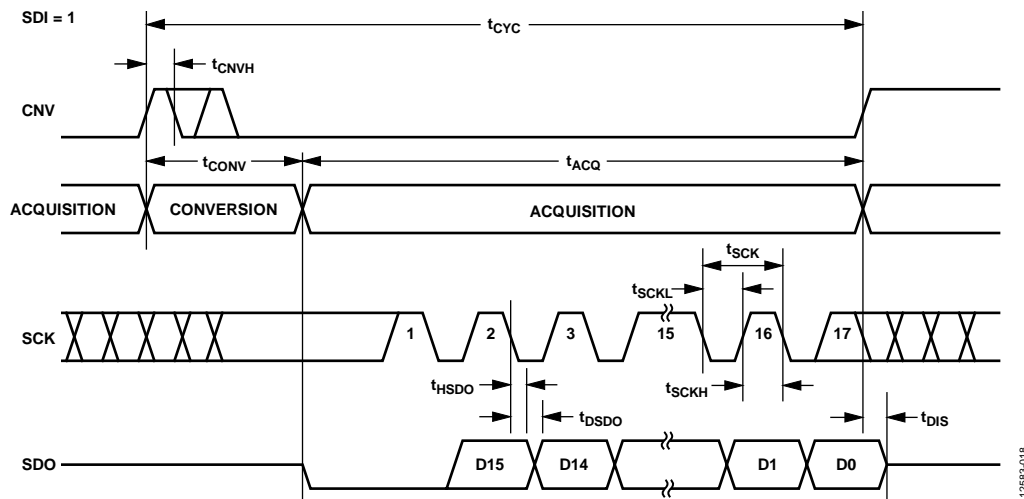 SDI = 1
tCYC
tCNVH
CNV
tCONV
tACQ
ACQUISITION
CONVERSION
ACQUISITION
tSCK
tSCKL
SCK
1
2
3
15
16
17
tHSDO
tSCKH
tDSDO
tDIS
SDO
D15
D14
D1
D0
12583-018